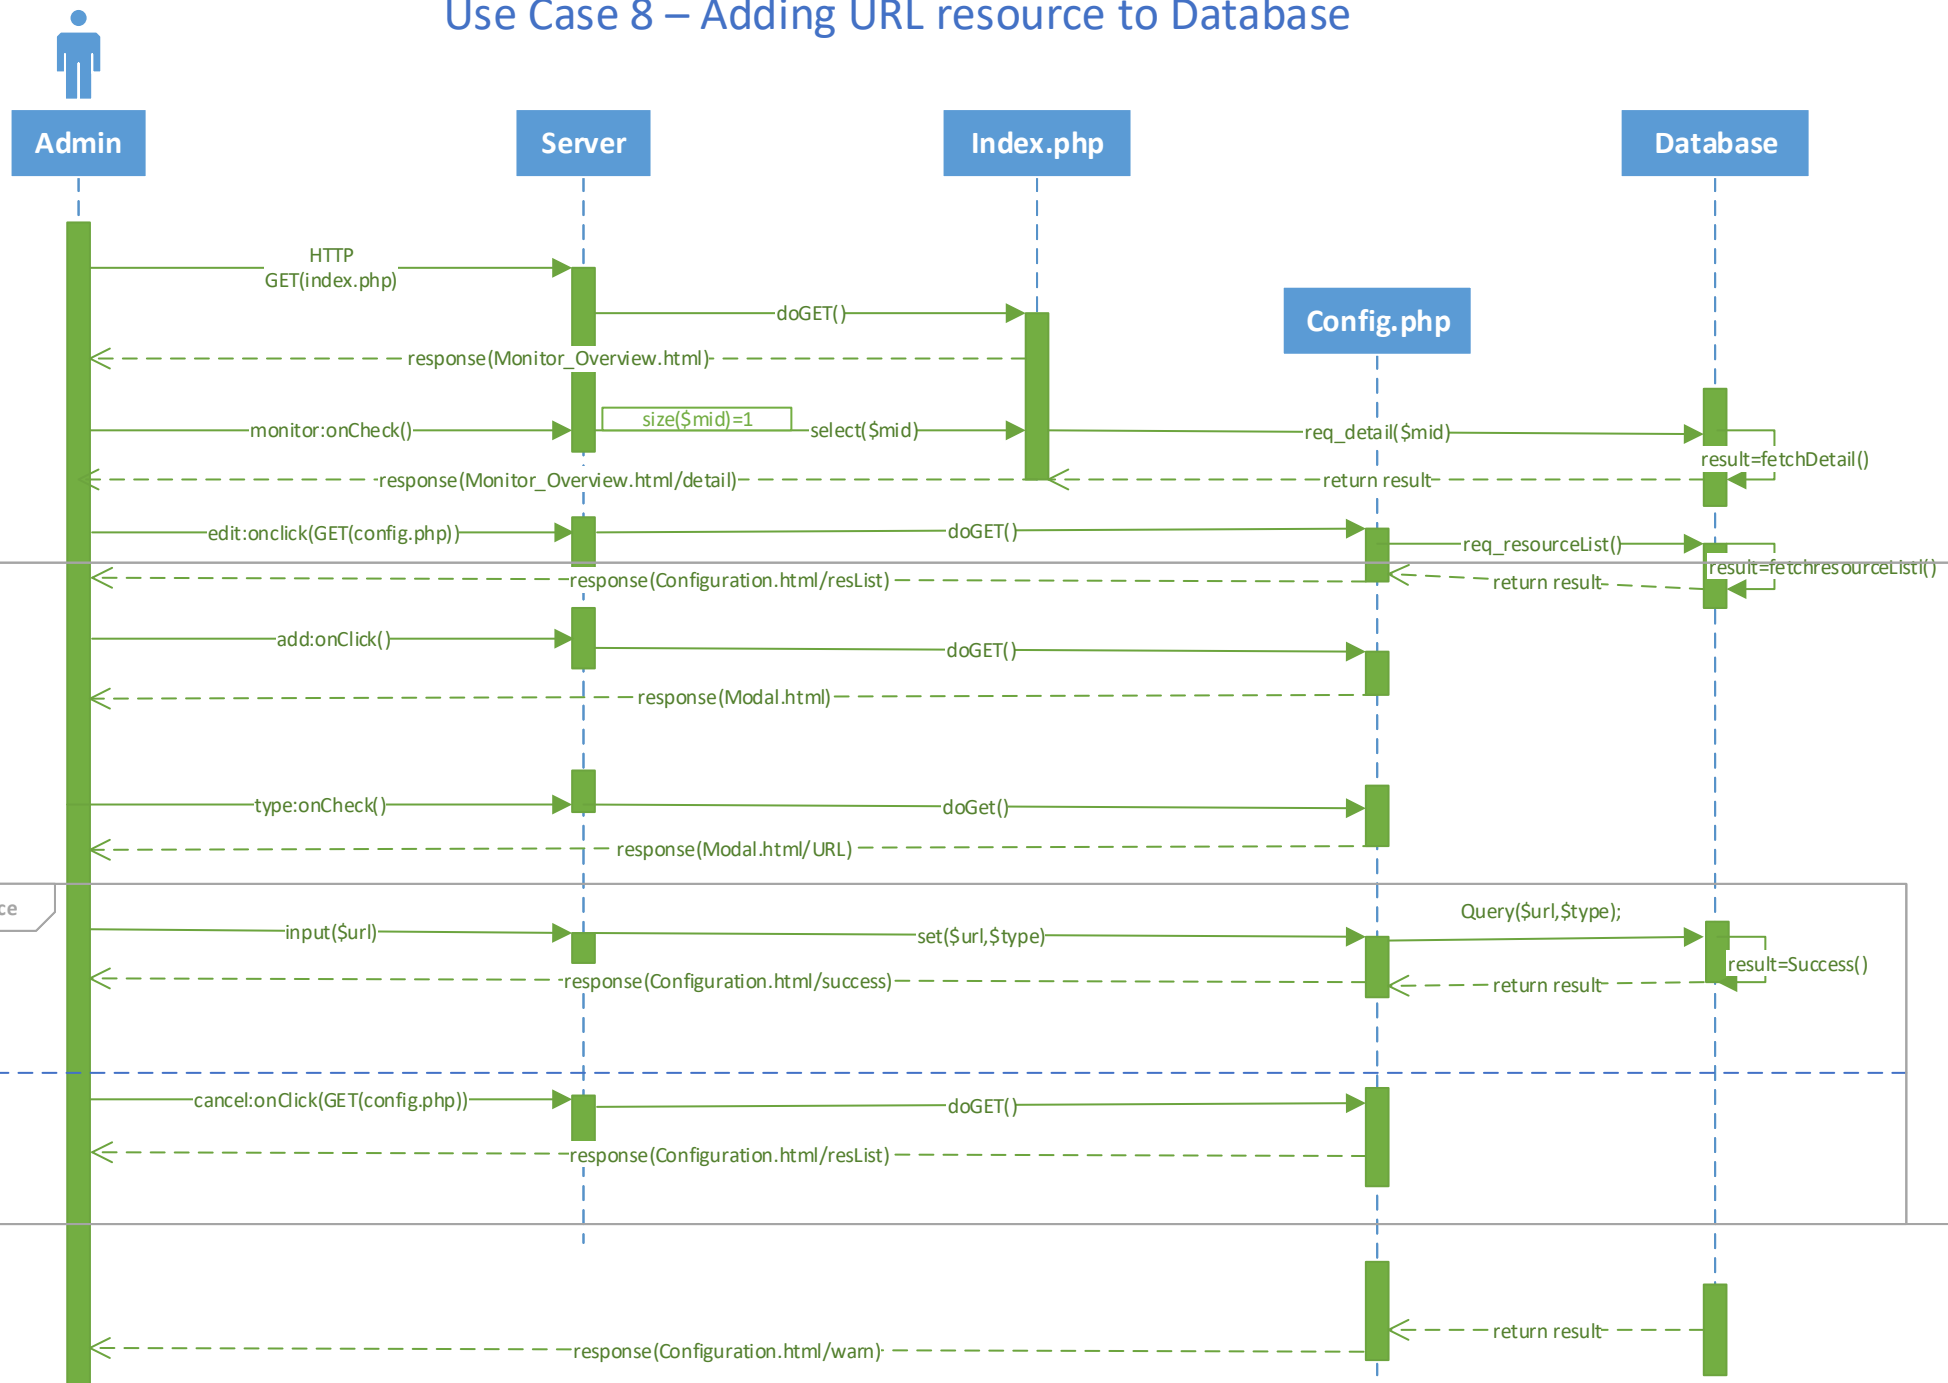 Use Case 8 – Adding URL resource to Database
Admin
Server
Index.php
Database
HTTP
GET(index.php)
doGET()
Config.php
response(Monitor_Overview.html)
monitor:onCheck()
size($mid)=1
select($mid)
req_detail($mid)
result=fetchDetail()
response(Monitor_Overview.html/detail)
return result
edit:onclick(GET(config.php))
doGET()
req_resourceList()
result=fetchresourceListl()
response(Configuration.html/resList)
return result
add:onClick()
doGET()
response(Modal.html)
type:onCheck()
doGet()
response(Modal.html/URL)
ce
Query($url,$type);
input($url)
set($url,$type)
result=Success()
response(Configuration.html/success)
return result
cancel:onClick(GET(config.php))
doGET()
response(Configuration.html/resList)
return result
response(Configuration.html/warn)